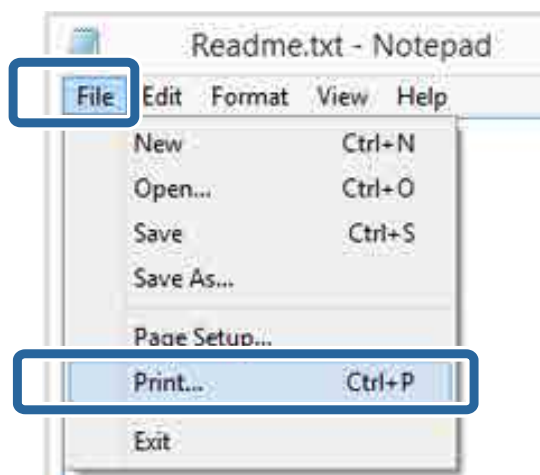 Readme.txt - Notepad
File Edit Format View Help
New Ctrl+N
Open... Ctrl+O
Save Ctrl+S
Save As...
Page Setup...
Print... Ctrl+P
Exit